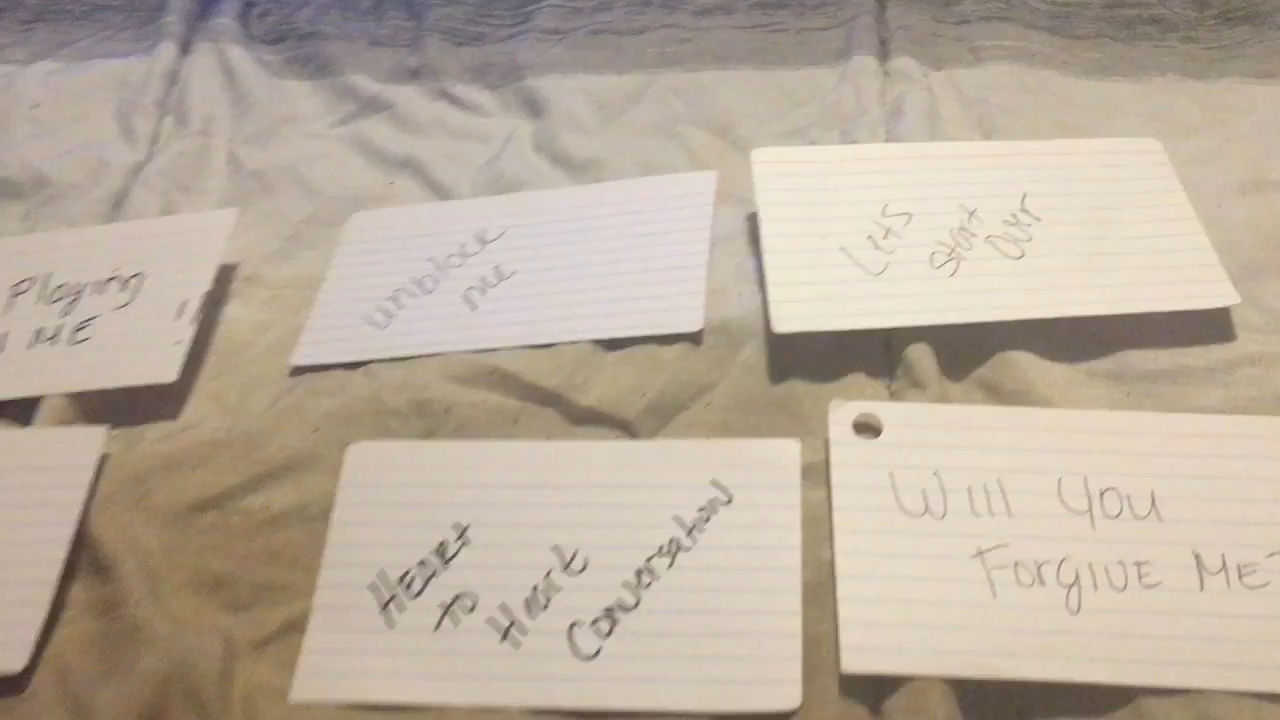 Playing
ME !!
unblock
me
Lets
Start
Over
HEART
to
Heart
Conversation
Will You
Forgive ME